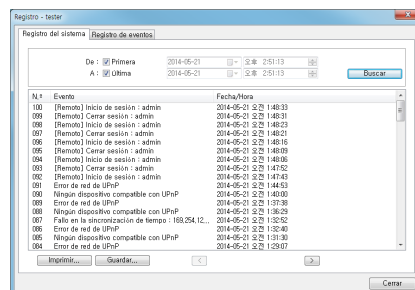 Registro - tester
Registro del sistema Registro de eventos
De : Primera 2014-05-21 오후 2:51:13
A : Última 2014-05-21 오후 2:51:13
Buscar
N.º Evento Fecha/Hora
100 [Remoto] Inicio de sesión : admin 2014-05-21 오전 1:48:33
099 [Remoto] Cerrar sesión : admin 2014-05-21 오전 1:48:31
098 [Remoto] Inicio de sesión : admin 2014-05-21 오전 1:48:23
097 [Remoto] Cerrar sesión : admin 2014-05-21 오전 1:48:21
096 [Remoto] Inicio de sesión : admin 2014-05-21 오전 1:48:16
095 [Remoto] Cerrar sesión : admin 2014-05-21 오전 1:48:09
094 [Remoto] Inicio de sesión : admin 2014-05-21 오전 1:48:06
093 [Remoto] Cerrar sesión : admin 2014-05-21 오전 1:47:52
092 [Remoto] Inicio de sesión : admin 2014-05-21 오전 1:47:43
091 Error de red de UPnP 2014-05-21 오전 1:44:53
090 Ningún dispositivo compatible con UPnP 2014-05-21 오전 1:40:00
089 Error de red de UPnP 2014-05-21 오전 1:37:38
088 Ningún dispositivo compatible con UPnP 2014-05-21 오전 1:36:29
087 Fallo en la sincronización de tiempo : 169,254,12... 2014-05-21 오전 1:32:52
086 Error de red de UPnP 2014-05-21 오전 1:32:40
085 Ningún dispositivo compatible con UPnP 2014-05-21 오전 1:31:30
084 Error de red de UPnP 2014-05-21 오전 1:29:07
Imprimir... Guardar... < >
Cerrar